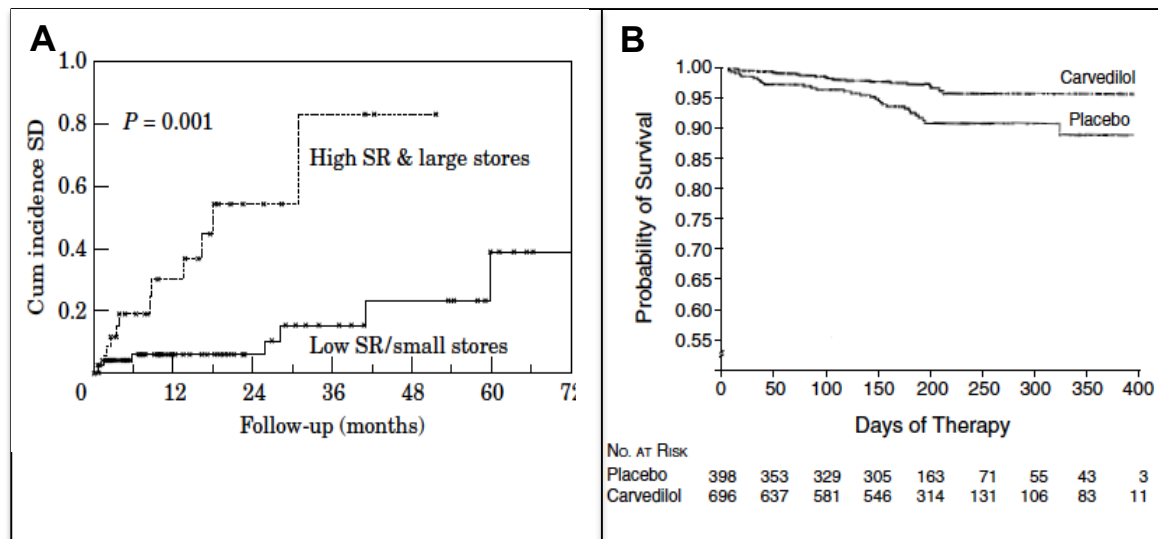 A
1.0
0.8
0.6
0.4
0.2
0
12
24
36
48
60
72
Cum incidence SD
P = 0.001
High SR & large stores
Low SR/small stores
Follow-up (months)
B
1.00
0.95
0.90
0.85
0.80
0.75
0.70
0.65
0.60
0.55
Probability of Survival
Carvedilol
Placebo
0 50 100 150 200 250 300 350 400
Days of Therapy
No. at Risk
Placebo 398 353 329 305 163 71 55 43 3
Carvedilol 696 637 581 546 314 131 106 83 11